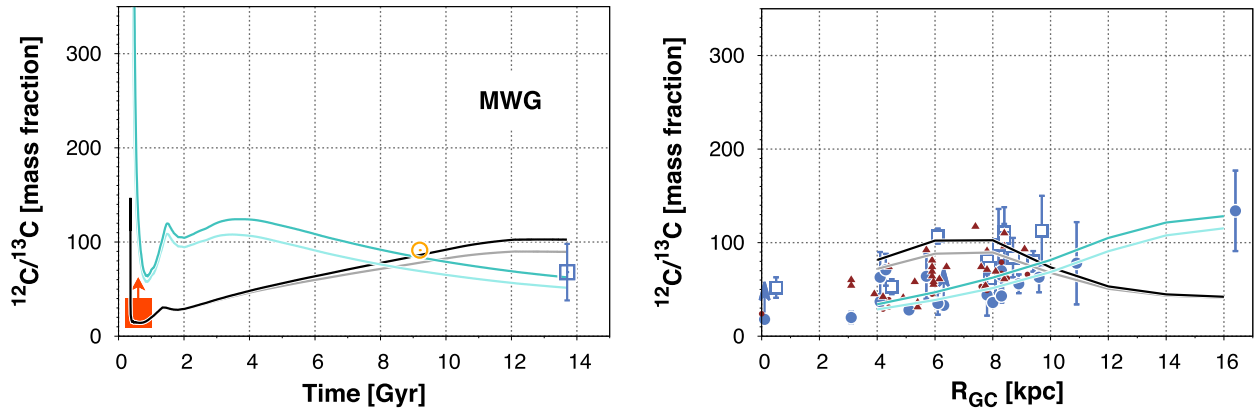 ¹²C/¹³C [mass fraction]
300
200
100
0
MWG
0 2 4 6 8 10 12 14
Time [Gyr]
¹²C/¹³C [mass fraction]
300
200
100
0
0 2 4 6 8 10 12 14 16
R_GC [kpc]